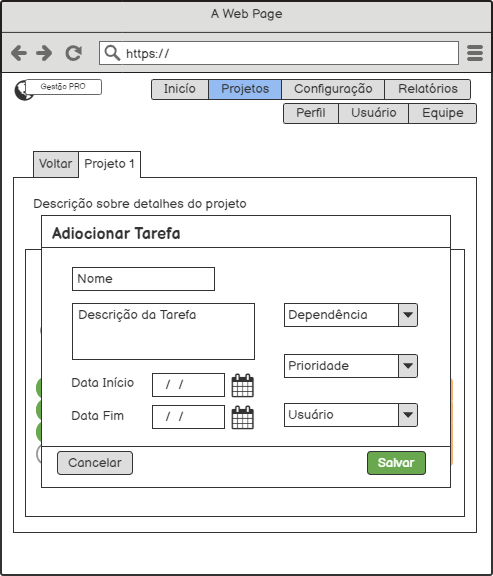 A Web Page
https://
Gestão PRO
Início Projetos Configuração Relatórios
Perfil Usuário Equipe
Voltar Projeto 1
Descrição sobre detalhes do projeto
Adiocionar Tarefa
Nome
Descrição da Tarefa
Dependência
Prioridade
Data Início / /
Data Fim / /
Usuário
Cancelar Salvar